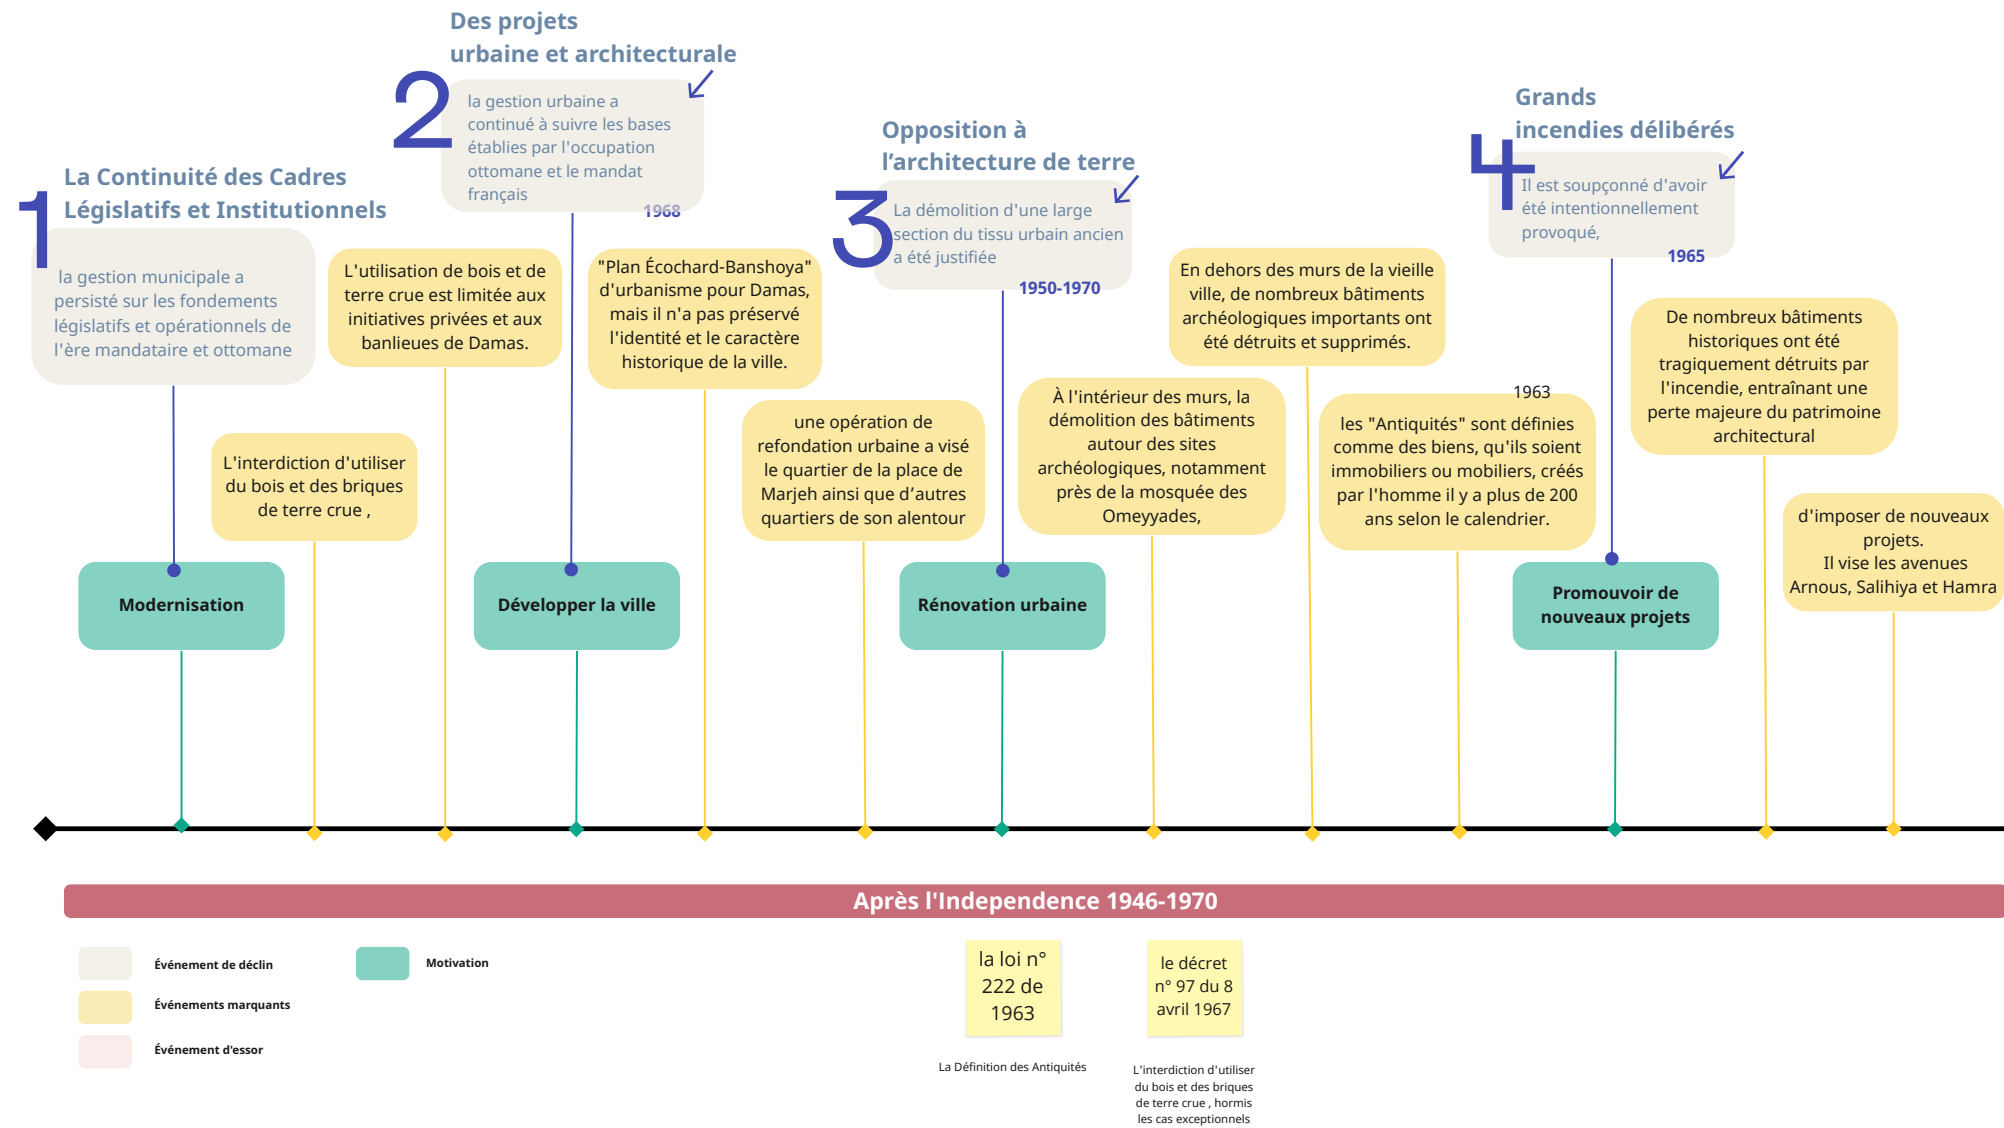 1
La Continuité des Cadres
Législatifs et Institutionnels
la gestion municipale a
persisté sur les fondements
législatifs et opérationnels de
l'ère mandataire et ottomane
L'interdiction d'utiliser
du bois et des briques
de terre crue ,
Modernisation
L'utilisation de bois et de
terre crue est limitée aux
initiatives privées et aux
banlieues de Damas.
2
Des projets
urbaine et architecturale
la gestion urbaine a
continué à suivre les bases
établies par l'occupation
ottomane et le mandat
français
1968
Développer la ville
"Plan Écochard-Banshoya"
d'urbanisme pour Damas,
mais il n'a pas préservé
l'identité et le caractère
historique de la ville.
une opération de
refondation urbaine a visé
le quartier de la place de
Marjeh ainsi que d’autres
quartiers de son alentour
3
Opposition à
l’architecture de terre
La démolition d'une large
section du tissu urbain ancien
a été justifiée
1950-1970
Rénovation urbaine
À l'intérieur des murs, la
démolition des bâtiments
autour des sites
archéologiques, notamment
près de la mosquée des
Omeyyades,
En dehors des murs de la vieille
ville, de nombreux bâtiments
archéologiques importants ont
été détruits et supprimés.
1963
les "Antiquités" sont définies
comme des biens, qu'ils soient
immobiliers ou mobiliers, créés
par l'homme il y a plus de 200
ans selon le calendrier.
4
Grands
incendies délibérés
Il est soupçonné d'avoir
été intentionnellement
provoqué,
1965
Promouvoir de
nouveaux projets
De nombreux bâtiments
historiques ont été
tragiquement détruits par
l'incendie, entraînant une
perte majeure du patrimoine
architectural
d'imposer de nouveaux
projets.
Il vise les avenues
Arnous, Salihiya et Hamra
Après l'Independence 1946-1970
Événement de déclin
Événements marquants
Événement d'essor
Motivation
la loi n°
222 de
1963
La Définition des Antiquités
le décret
n° 97 du 8
avril 1967
L'interdiction d'utiliser
du bois et des briques
de terre crue , hormis
les cas exceptionnels